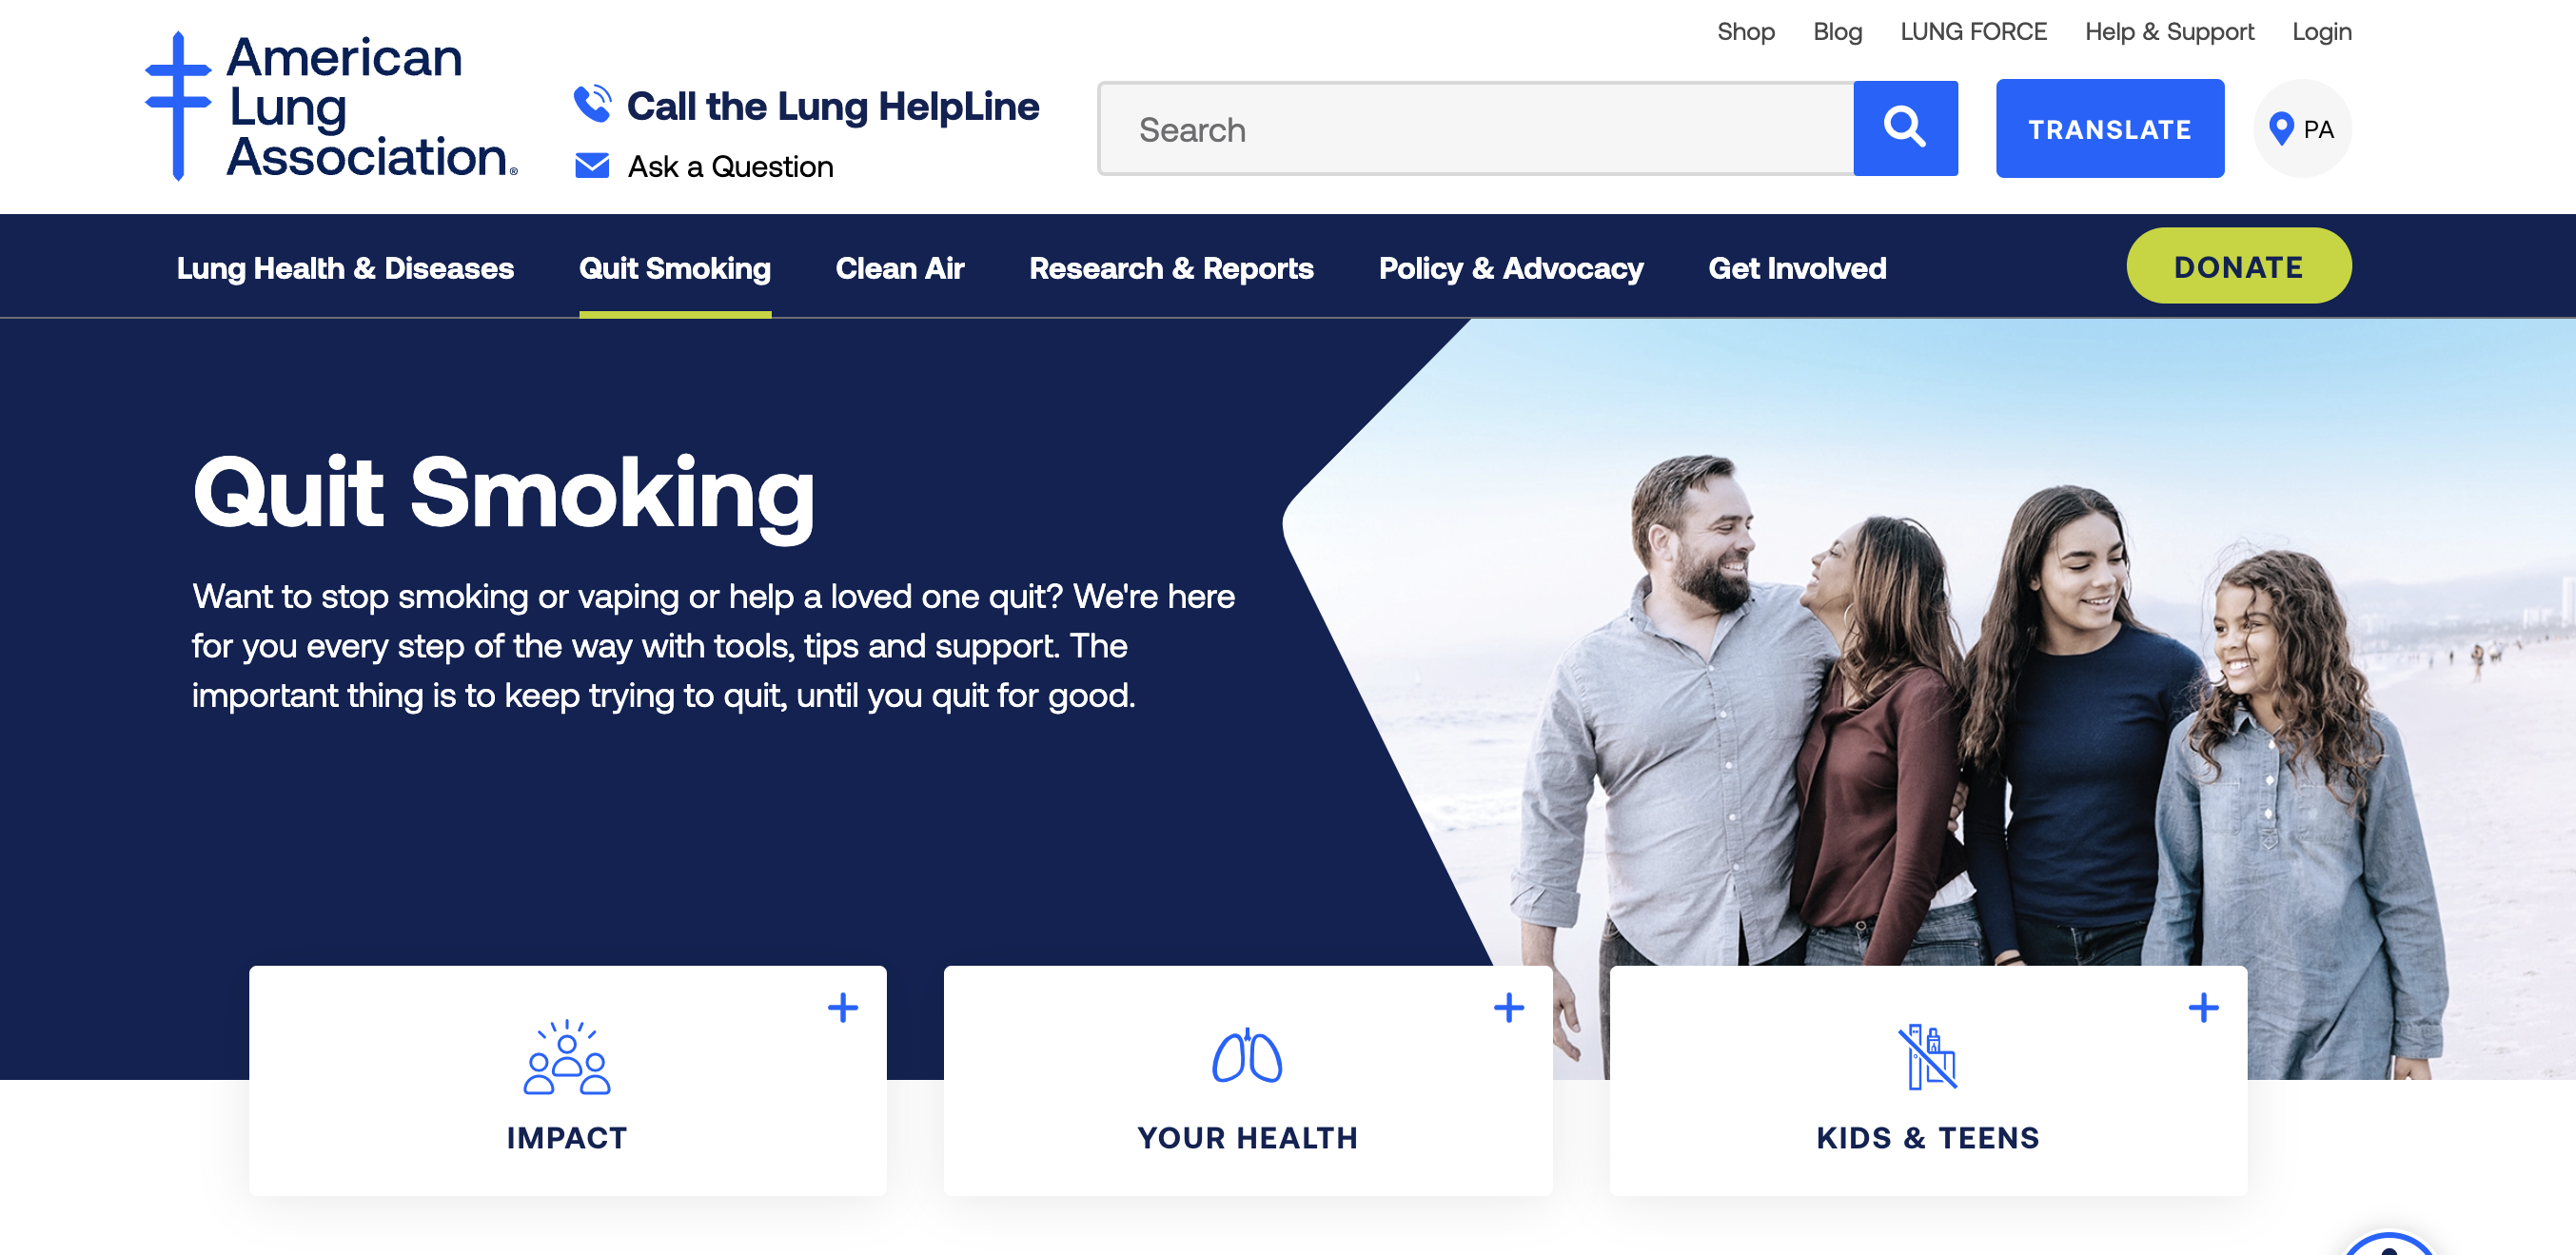 Shop Blog LUNG FORCE Help & Support Login
American
Lung
Association®
Call the Lung HelpLine
Ask a Question
Search
TRANSLATE
PA
Lung Health & Diseases Quit Smoking Clean Air Research & Reports Policy & Advocacy Get Involved DONATE
Quit Smoking
Want to stop smoking or vaping or help a loved one quit? We're here
for you every step of the way with tools, tips and support. The
important thing is to keep trying to quit, until you quit for good.
IMPACT
YOUR HEALTH
KIDS & TEENS